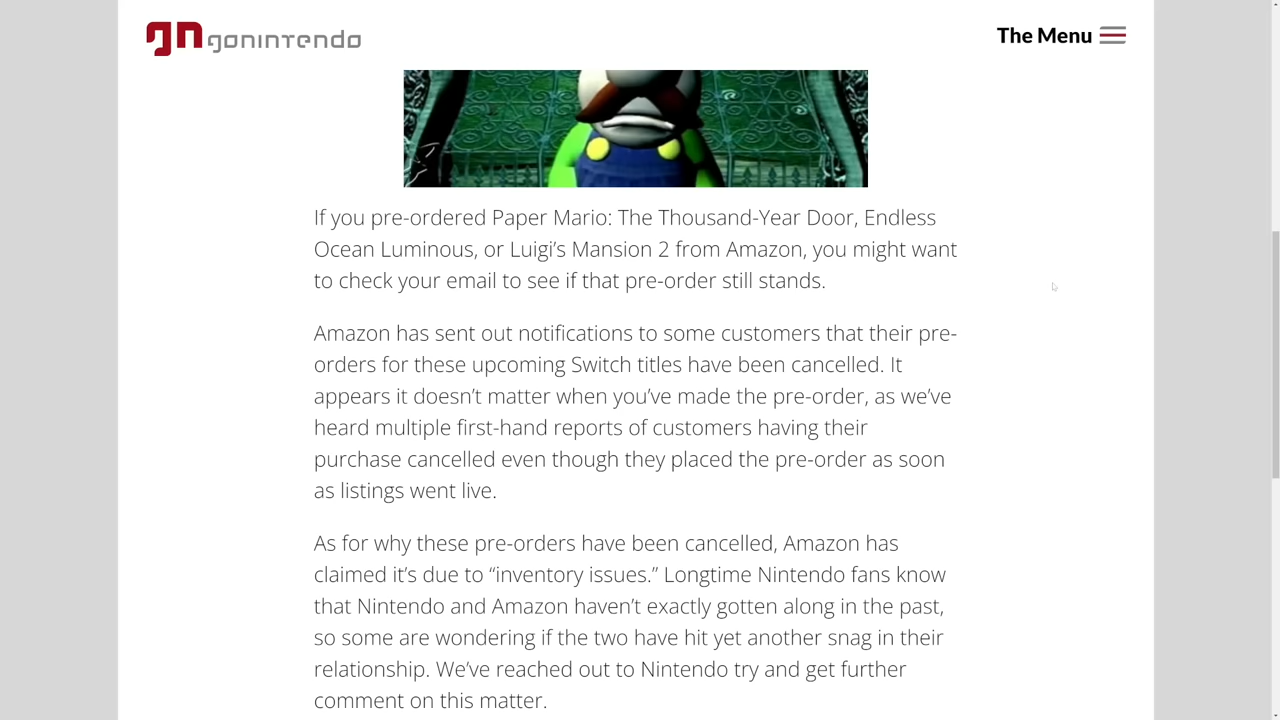 gn gonintendo
The Menu
If you pre-ordered Paper Mario: The Thousand-Year Door, Endless
Ocean Luminous, or Luigi’s Mansion 2 from Amazon, you might want
to check your email to see if that pre-order still stands.
Amazon has sent out notifications to some customers that their pre-
orders for these upcoming Switch titles have been cancelled. It
appears it doesn’t matter when you’ve made the pre-order, as we’ve
heard multiple first-hand reports of customers having their
purchase cancelled even though they placed the pre-order as soon
as listings went live.
As for why these pre-orders have been cancelled, Amazon has
claimed it’s due to “inventory issues.” Longtime Nintendo fans know
that Nintendo and Amazon haven’t exactly gotten along in the past,
so some are wondering if the two have hit yet another snag in their
relationship. We’ve reached out to Nintendo try and get further
comment on this matter.